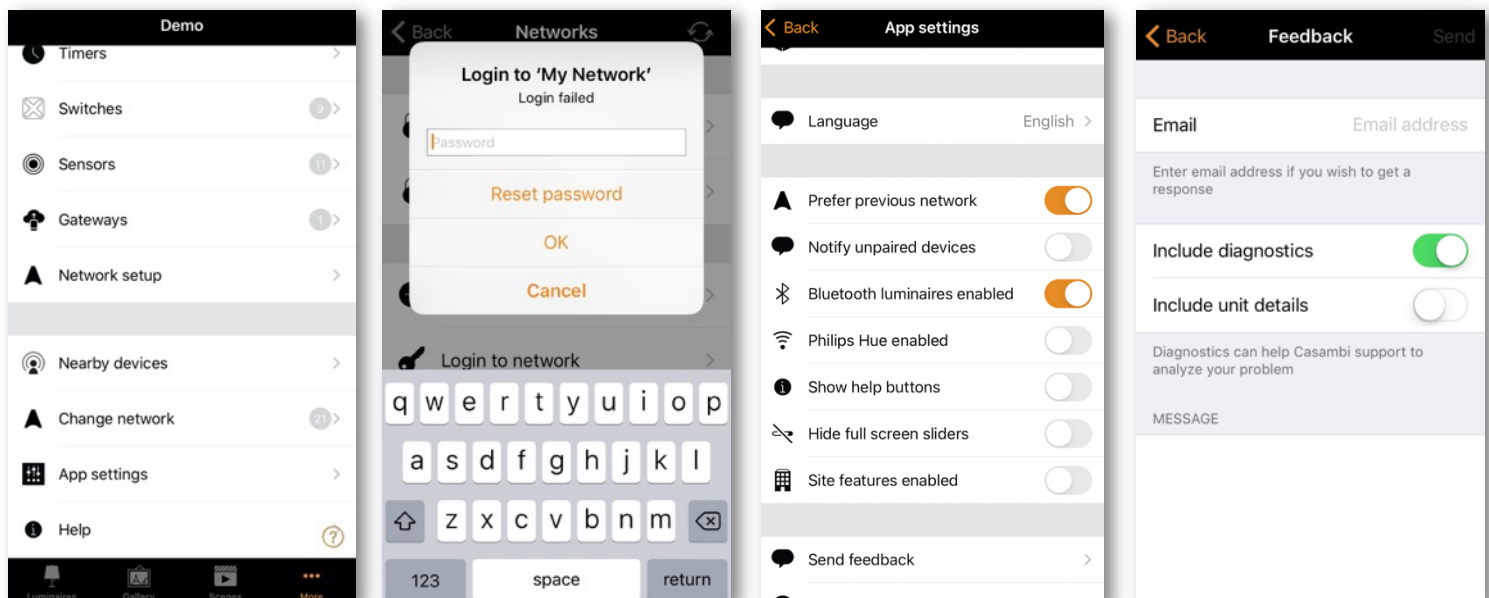 Demo
Timers
Switches
9
Sensors
11
Gateways
1
Network setup
Nearby devices
Change network
21
App settings
Help
?
Luminaires
Gallery
Scenes
More
Back
Networks
Login to ‘My Network’
Login failed
Password
Reset password
OK
Cancel
Login to network
q w e r t y u i o p
a s d f g h j k l
z x c v b n m
123
space
return
Back
App settings
Language
English
Prefer previous network
Notify unpaired devices
Bluetooth luminaires enabled
Philips Hue enabled
Show help buttons
Hide full screen sliders
Site features enabled
Send feedback
Back
Feedback
Send
Email
Email address
Enter email address if you wish to get a
response
Include diagnostics
Include unit details
Diagnostics can help Casambi support to
analyze your problem
MESSAGE